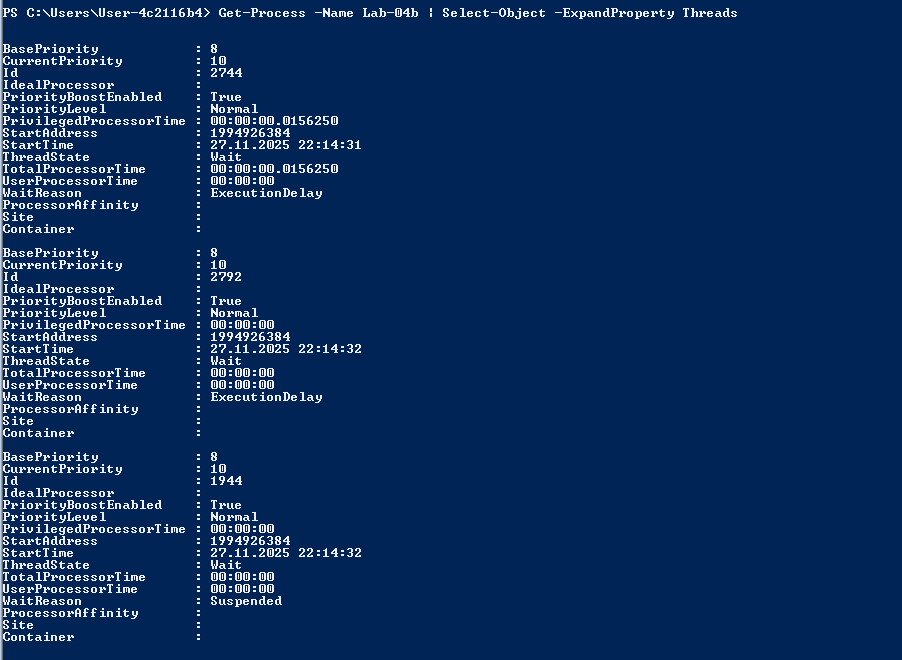 PS C:\Users\User-4c2116b4> Get-Process -Name Lab-04b | Select-Object -ExpandProperty Threads
BasePriority : 8
CurrentPriority : 10
Id : 2744
IdealProcessor :
PriorityBoostEnabled : True
PriorityLevel : Normal
PrivilegedProcessorTime : 00:00:00.0156250
StartAddress : 1994926384
StartTime : 27.11.2025 22:14:31
ThreadState : Wait
TotalProcessorTime : 00:00:00.0156250
UserProcessorTime : 00:00:00
WaitReason : ExecutionDelay
ProcessorAffinity :
Site :
Container :
BasePriority : 8
CurrentPriority : 10
Id : 2792
IdealProcessor :
PriorityBoostEnabled : True
PriorityLevel : Normal
PrivilegedProcessorTime : 00:00:00
StartAddress : 1994926384
StartTime : 27.11.2025 22:14:32
ThreadState : Wait
TotalProcessorTime : 00:00:00
UserProcessorTime : 00:00:00
WaitReason : ExecutionDelay
ProcessorAffinity :
Site :
Container :
BasePriority : 8
CurrentPriority : 10
Id : 1944
IdealProcessor :
PriorityBoostEnabled : True
PriorityLevel : Normal
PrivilegedProcessorTime : 00:00:00
StartAddress : 1994926384
StartTime : 27.11.2025 22:14:32
ThreadState : Wait
TotalProcessorTime : 00:00:00
UserProcessorTime : 00:00:00
WaitReason : Suspended
ProcessorAffinity :
Site :
Container :